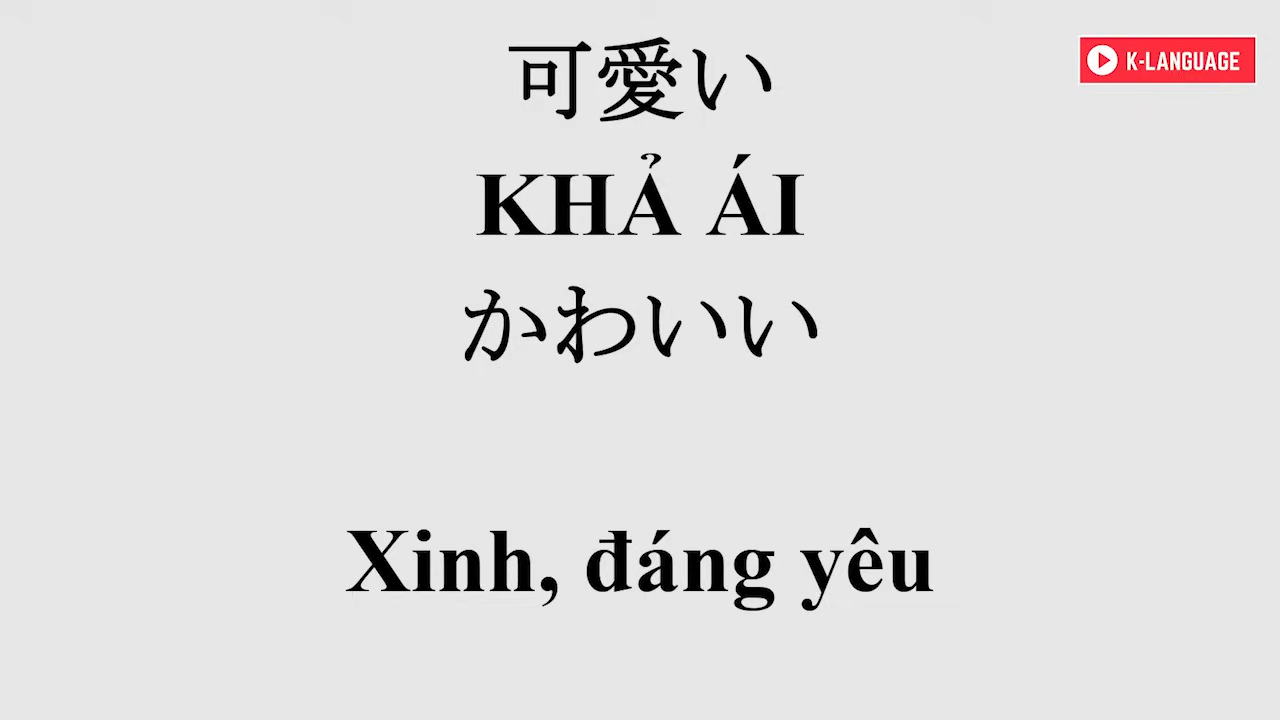 K-LANGUAGE
可愛い
KHẢ ÁI
かわいい
Xinh, đáng yêu